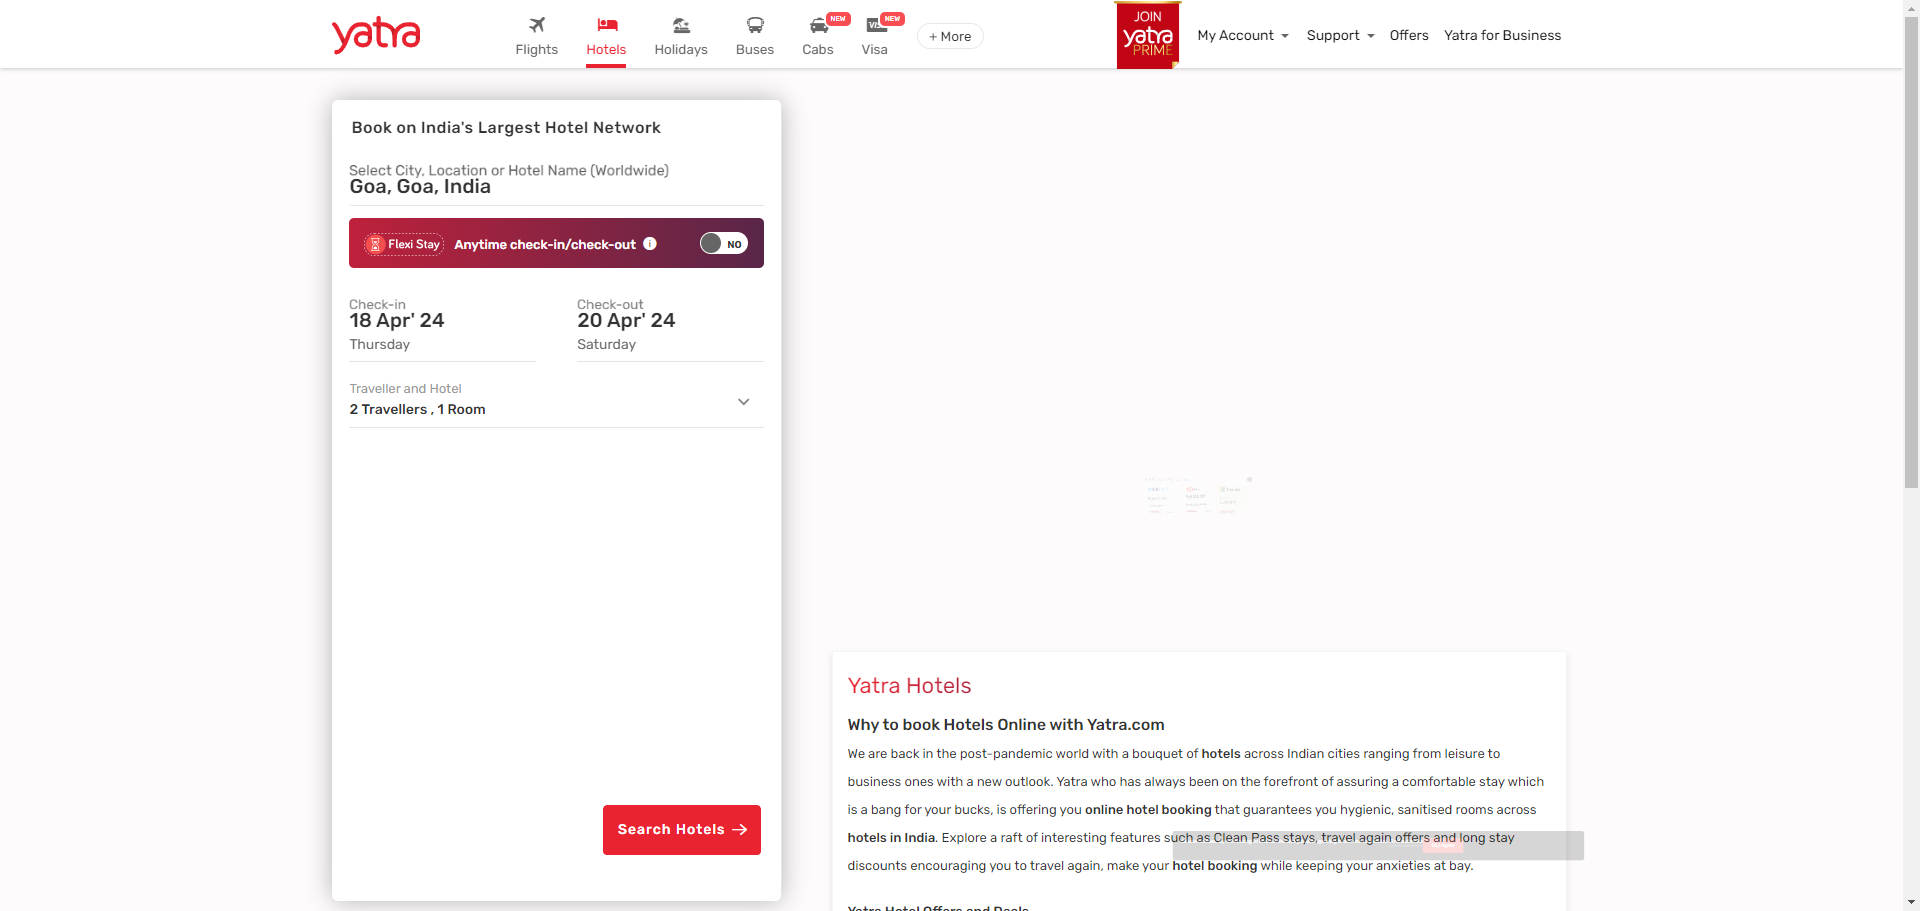 yatra
Flights
Hotels
Holidays
Buses
NEW
Cabs
NEW
VISA
Visa
+ More
JOIN
yatra
PRIME
My Account
Support
Offers
Yatra for Business
Book on India's Largest Hotel Network
Select City, Location or Hotel Name (Worldwide)
Goa, Goa, India
Flexi Stay
Anytime check-in/check-out
i
NO
Check-in
18 Apr' 24
Thursday
Check-out
20 Apr' 24
Saturday
Traveller and Hotel
2 Travellers , 1 Room
Search Hotels
Yatra Hotels
Why to book Hotels Online with Yatra.com
We are back in the post-pandemic world with a bouquet of hotels across Indian cities ranging from leisure to
business ones with a new outlook. Yatra who has always been on the forefront of assuring a comfortable stay which
is a bang for your bucks, is offering you online hotel booking that guarantees you hygienic, sanitised rooms across
hotels in India. Explore a raft of interesting features such as Clean Pass stays, travel again offers and long stay
discounts encouraging you to travel again, make your hotel booking while keeping your anxieties at bay.
Yatra Hotel Offers and Deals